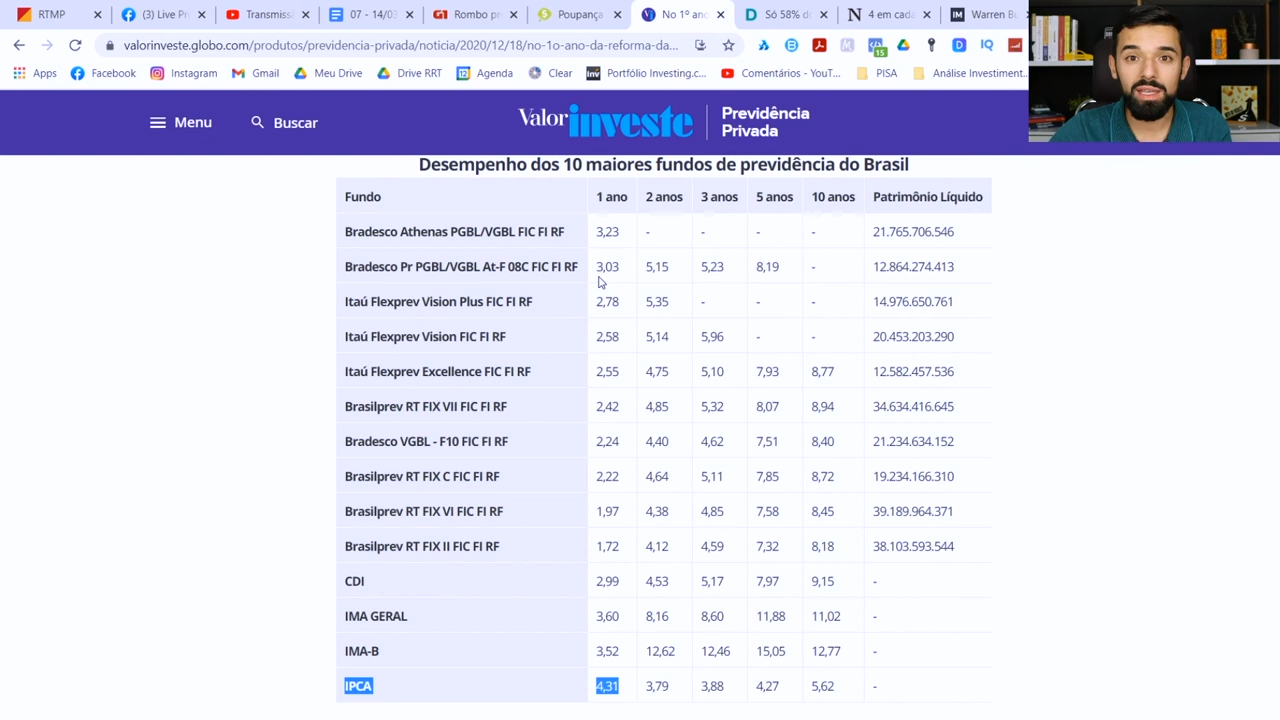 RTMP
(3) Live Pr
Transmiss
07 - 14/03
Rombo pr
Poupança
No 1º ano
Só 58% d
4 em cada
Warren Bu
valorinveste.globo.com/produtos/previdencia-privada/noticia/2020/12/18/no-1o-ano-da-reforma-da...
15
Apps
Facebook
Instagram
Gmail
Meu Drive
Drive RRT
Agenda
Clear
Portfólio Investing.c...
Comentários - YouT...
PISA
Análise Investiment...
Menu
Buscar
Valor investe
Previdência
Privada
Desempenho dos 10 maiores fundos de previdência do Brasil
Fundo 1 ano 2 anos 3 anos 5 anos 10 anos Patrimônio Líquido
Bradesco Athenas PGBL/VGBL FIC FI RF 3,23 - - - - 21.765.706.546
Bradesco Pr PGBL/VGBL At-F 08C FIC FI RF 3,03 5,15 5,23 8,19 - 12.864.274.413
Itaú Flexprev Vision Plus FIC FI RF 2,78 5,35 - - - 14.976.650.761
Itaú Flexprev Vision FIC FI RF 2,58 5,14 5,96 - - 20.453.203.290
Itaú Flexprev Excellence FIC FI RF 2,55 4,75 5,10 7,93 8,77 12.582.457.536
Brasilprev RT FIX VII FIC FI RF 2,42 4,85 5,32 8,07 8,94 34.634.416.645
Bradesco VGBL - F10 FIC FI RF 2,24 4,40 4,62 7,51 8,40 21.234.634.152
Brasilprev RT FIX C FIC FI RF 2,22 4,64 5,11 7,85 8,72 19.234.166.310
Brasilprev RT FIX VI FIC FI RF 1,97 4,38 4,85 7,58 8,45 39.189.964.371
Brasilprev RT FIX II FIC FI RF 1,72 4,12 4,59 7,32 8,18 38.103.593.544
CDI 2,99 4,53 5,17 7,97 9,15 -
IMA GERAL 3,60 8,16 8,60 11,88 11,02 -
IMA-B 3,52 12,62 12,46 15,05 12,77 -
IPCA 4,31 3,79 3,88 4,27 5,62 -